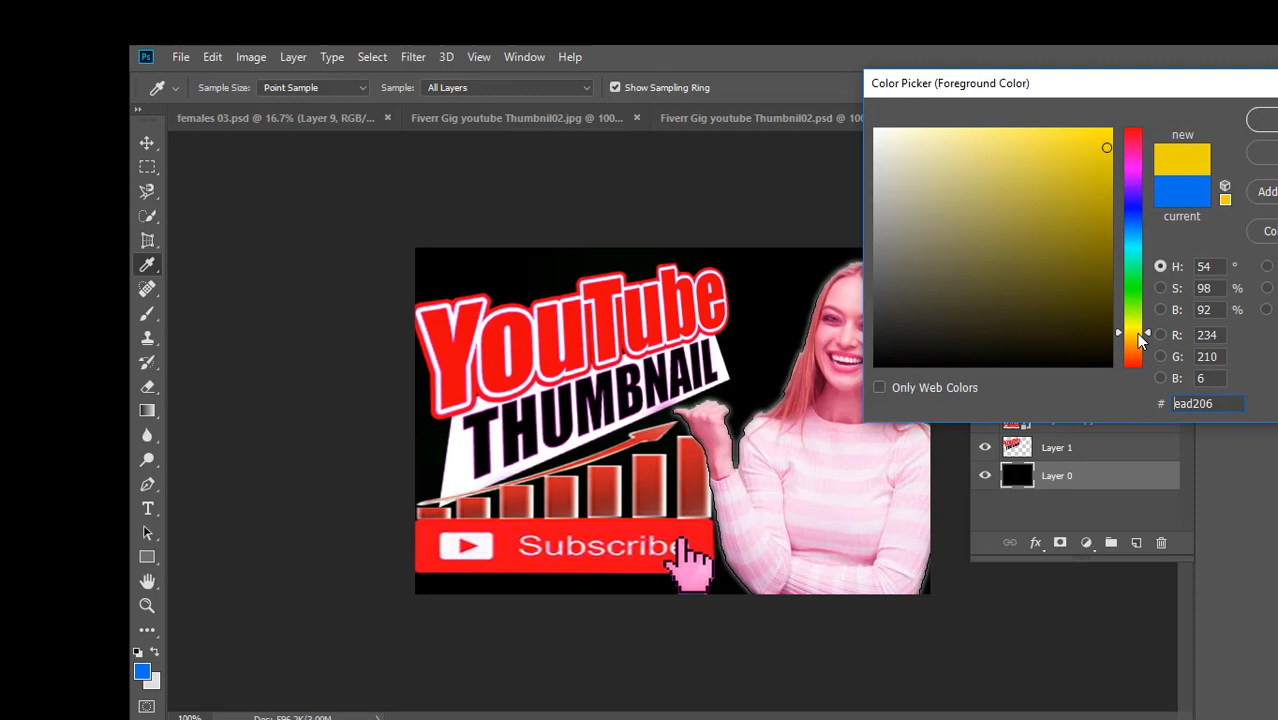 Ps File Edit Image Layer Type Select Filter 3D View Window Help
Sample Size: Point Sample Sample: All Layers Show Sampling Ring
Color Picker (Foreground Color)
females 03.psd @ 16.7% (Layer 9, RGB/... × Fiverr Gig youtube Thumbnil02.jpg @ 100... × Fiverr Gig youtube Thumbnil02.psd @ 100
new
current
Add
Co
H: 54 °
S: 98 %
B: 92 %
R: 234
G: 210
B: 6
# ead206
Only Web Colors
YouTube
THUMBNAIL
Subscribe
Layer 1
Layer 0
fx
T
100%
Doc: 596.2K/3.00M